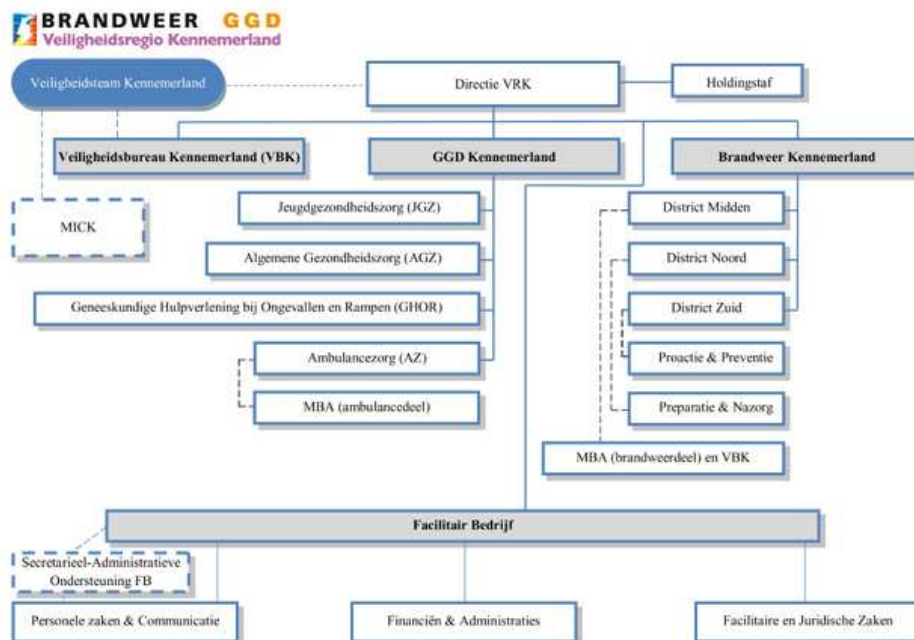 BRANDWEER GGD
Veiligheidsregio Kennemerland
Veiligheidsteam Kennemerland
Directie VRK
Holdingstaf
Veiligheidsbureau Kennemerland (VBK)
GGD Kennemerland
Brandweer Kennemerland
MICK
Jeugdgezondheidszorg (JGZ)
Algemene Gezondheidszorg (AGZ)
Geneeskundige Hulpverlening bij Ongevallen en Rampen (GHOR)
Ambulancezorg (AZ)
MBA (ambulancedeel)
District Midden
District Noord
District Zuid
Proactie & Preventie
Preparatie & Nazorg
MBA (brandweerdeel) en VBK
Facilitair Bedrijf
Secretarieel-Administratieve
Ondersteuning FB
Personele zaken & Communicatie
Financiën & Administraties
Facilitaire en Juridische Zaken